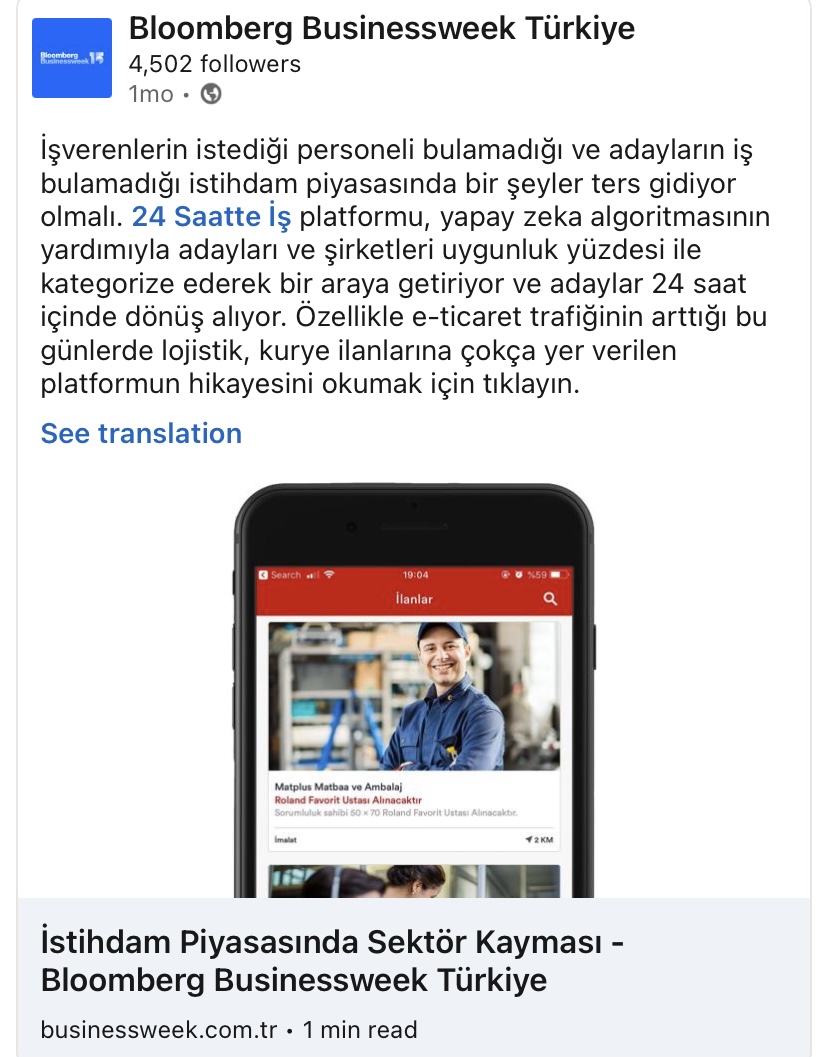 Bloomberg Businessweek Türkiye
Bloomberg
Businessweek
4,502 followers
1mo •
İşverenlerin istediği personeli bulamadığı ve adayların iş
bulamadığı istihdam piyasasında bir şeyler ters gidiyor
olmalı. 24 Saatte İş platformu, yapay zeka algoritmasının
yardımıyla adayları ve şirketleri uygunluk yüzdesi ile
kategorize ederek bir araya getiriyor ve adaylar 24 saat
içinde dönüş alıyor. Özellikle e-ticaret trafiğinin arttığı bu
günlerde lojistik, kurye ilanlarına çokça yer verilen
platformun hikayesini okumak için tıklayın.
See translation
Search 19:04 %59
İlanlar
Matplus Matbaa ve Ambalaj
Roland Favorit Ustası Alınacaktır
Sorumluluk sahibi 50 x 70 Roland Favorit Ustası Alınacaktır.
İmalat 2 KM
İstihdam Piyasasında Sektör Kayması -
Bloomberg Businessweek Türkiye
businessweek.com.tr • 1 min read